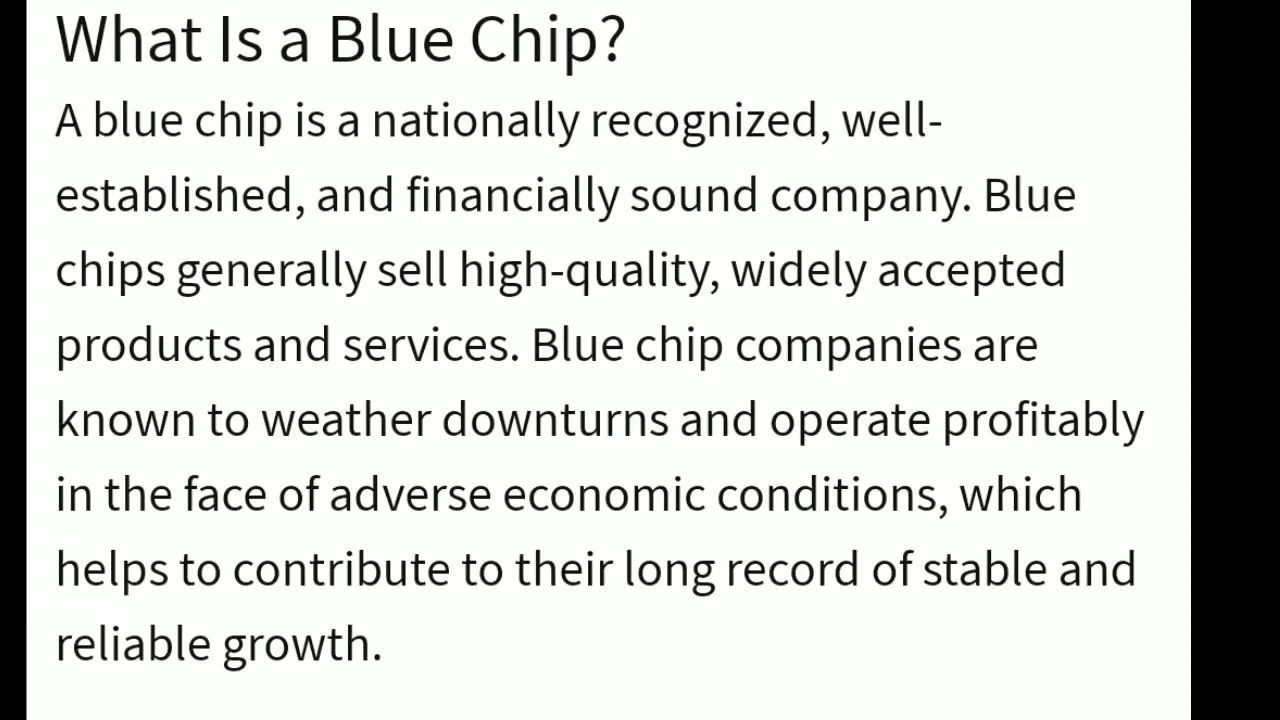 What Is a Blue Chip?
A blue chip is a nationally recognized, well-
established, and financially sound company. Blue
chips generally sell high-quality, widely accepted
products and services. Blue chip companies are
known to weather downturns and operate profitably
in the face of adverse economic conditions, which
helps to contribute to their long record of stable and
reliable growth.